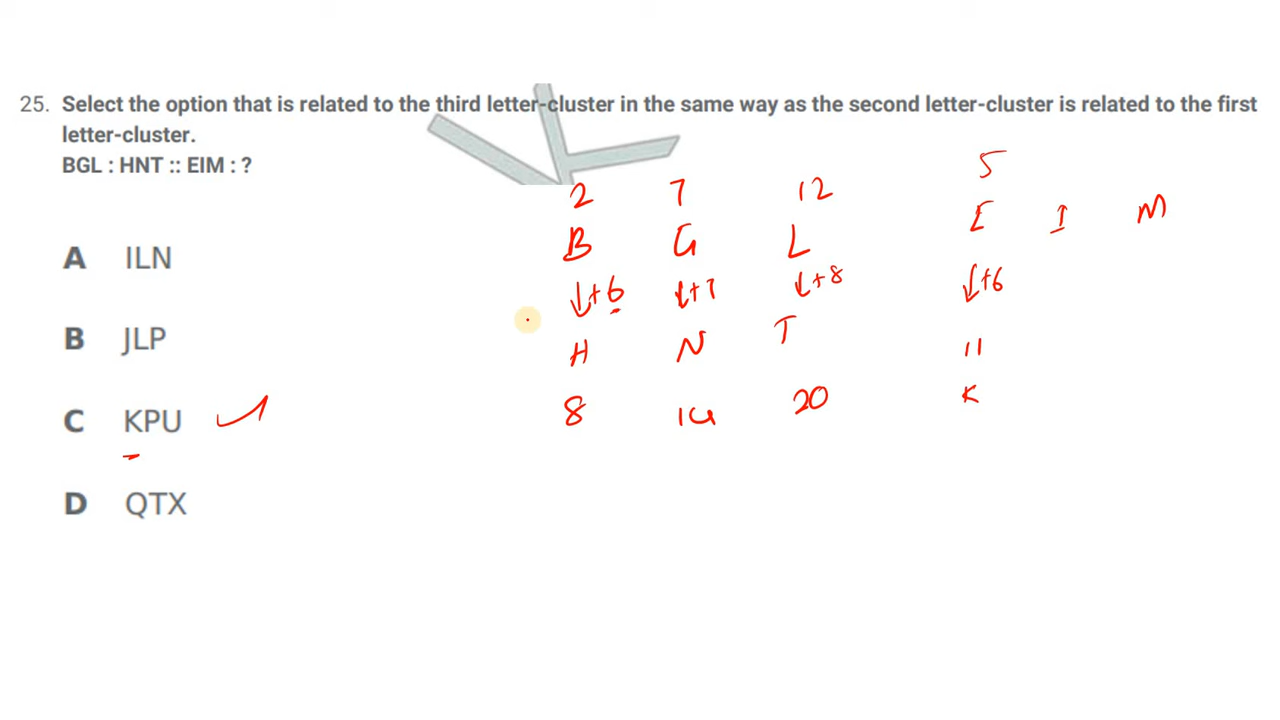 25. Select the option that is related to the third letter-cluster in the same way as the second letter-cluster is related to the first
letter-cluster.
BGL : HNT :: EIM : ?
5
2 7 12
E I M
B G L
A ILN
↓+6 ↓+7 ↓+8 ↓+6
B JLP
H N T 11
8 14 20 K
C KPU
D QTX